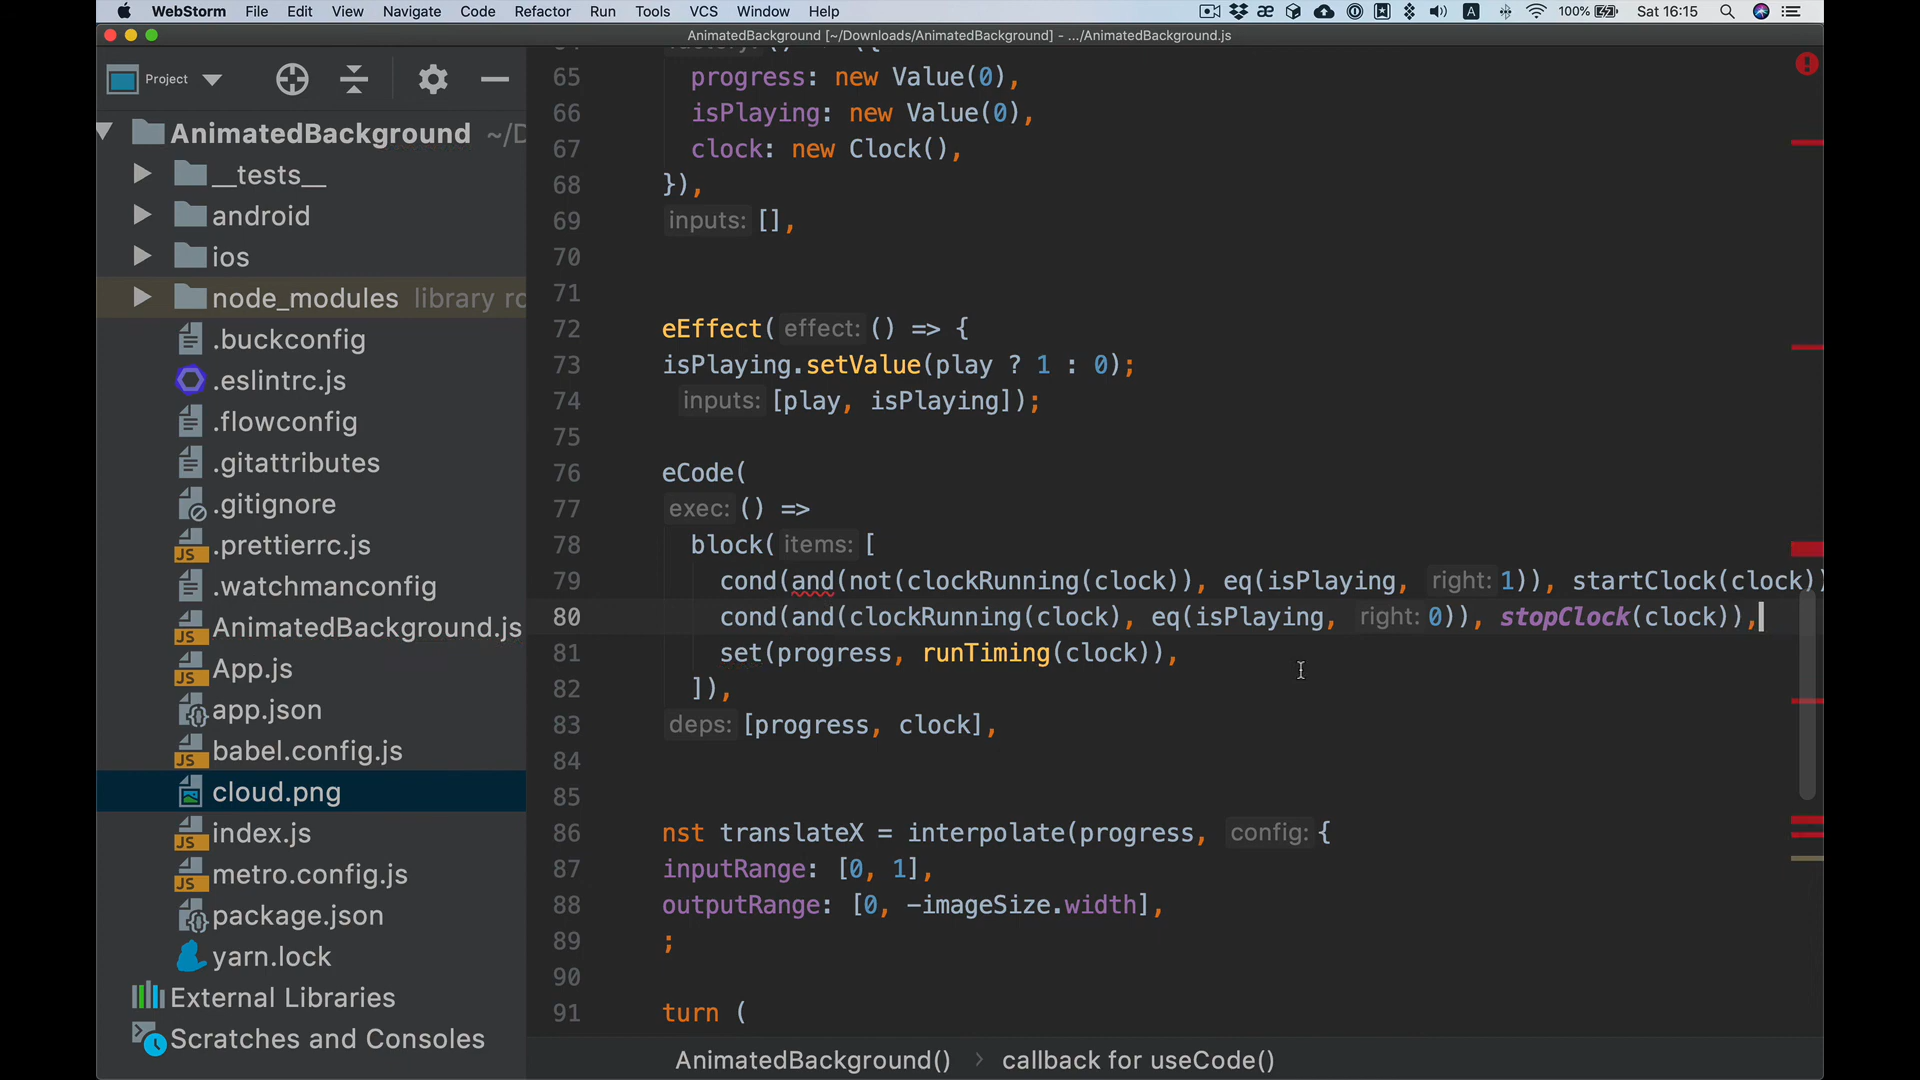 WebStorm File Edit View Navigate Code Refactor Run Tools VCS Window Help 100% Sat 16:15
AnimatedBackground [~/Downloads/AnimatedBackground] - .../AnimatedBackground.js
Project
AnimatedBackground ~/D
__tests__
android
ios
node_modules library ro
.buckconfig
.eslintrc.js
.flowconfig
.gitattributes
.gitignore
.prettierrc.js
.watchmanconfig
AnimatedBackground.js
App.js
app.json
babel.config.js
cloud.png
index.js
metro.config.js
package.json
yarn.lock
External Libraries
Scratches and Consoles
65 progress: new Value(0),
66 isPlaying: new Value(0),
67 clock: new Clock(),
68 }),
69 inputs: [],
70
71
72 eEffect( effect: () => {
73 isPlaying.setValue(play ? 1 : 0);
74 inputs: [play, isPlaying]);
75
76 eCode(
77 exec: () =>
78 block( items: [
79 cond(and(not(clockRunning(clock)), eq(isPlaying, right: 1)), startClock(clock))
80 cond(and(clockRunning(clock), eq(isPlaying, right: 0)), stopClock(clock)),
81 set(progress, runTiming(clock)),
82 ]),
83 deps: [progress, clock],
84
85
86 nst translateX = interpolate(progress, config: {
87 inputRange: [0, 1],
88 outputRange: [0, -imageSize.width],
89 ;
90
91 turn (
AnimatedBackground() › callback for useCode()